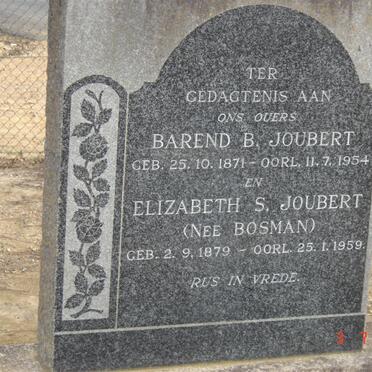 TER
GEDAGTENIS AAN
ONS OUERS
BAREND B. JOUBERT
GEB. 25.10.1871 – OORL. 11.7.1954
EN
ELIZABETH S. JOUBERT
(NEE BOSMAN)
GEB. 2.9.1879 – OORL. 25.1.1959.
RUS IN VREDE.